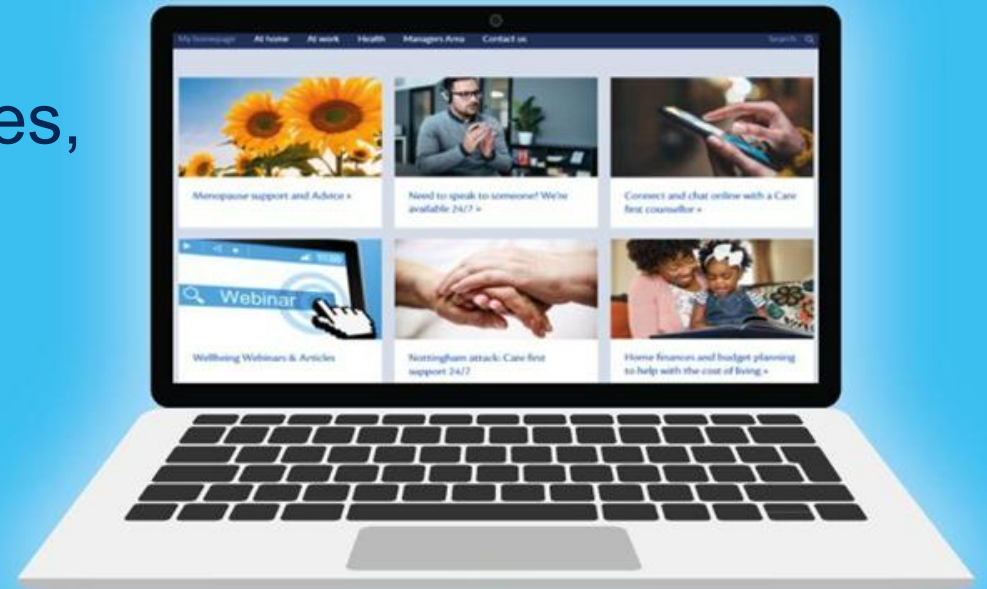 es,
My homepage At home At work Health Managers Area Contact us Search
Menopause support and Advice »
Need to speak to someone? We're
available 24/7 »
Connect and chat online with a Care
first counsellor »
Webinar
Wellbeing Webinars & Articles
Nottingham attack: Care first
support 24/7
Home finances and budget planning
to help with the cost of living »